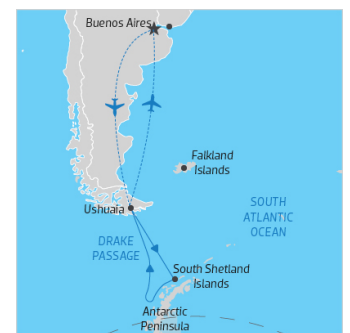 Buenos Aires
Falkland
Islands
SOUTH
ATLANTIC
OCEAN
Ushuaia
DRAKE
PASSAGE
South Shetland
Islands
Antarctic
Peninsula